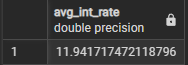 avg_int_rate
double precision
1 11.941717472118796